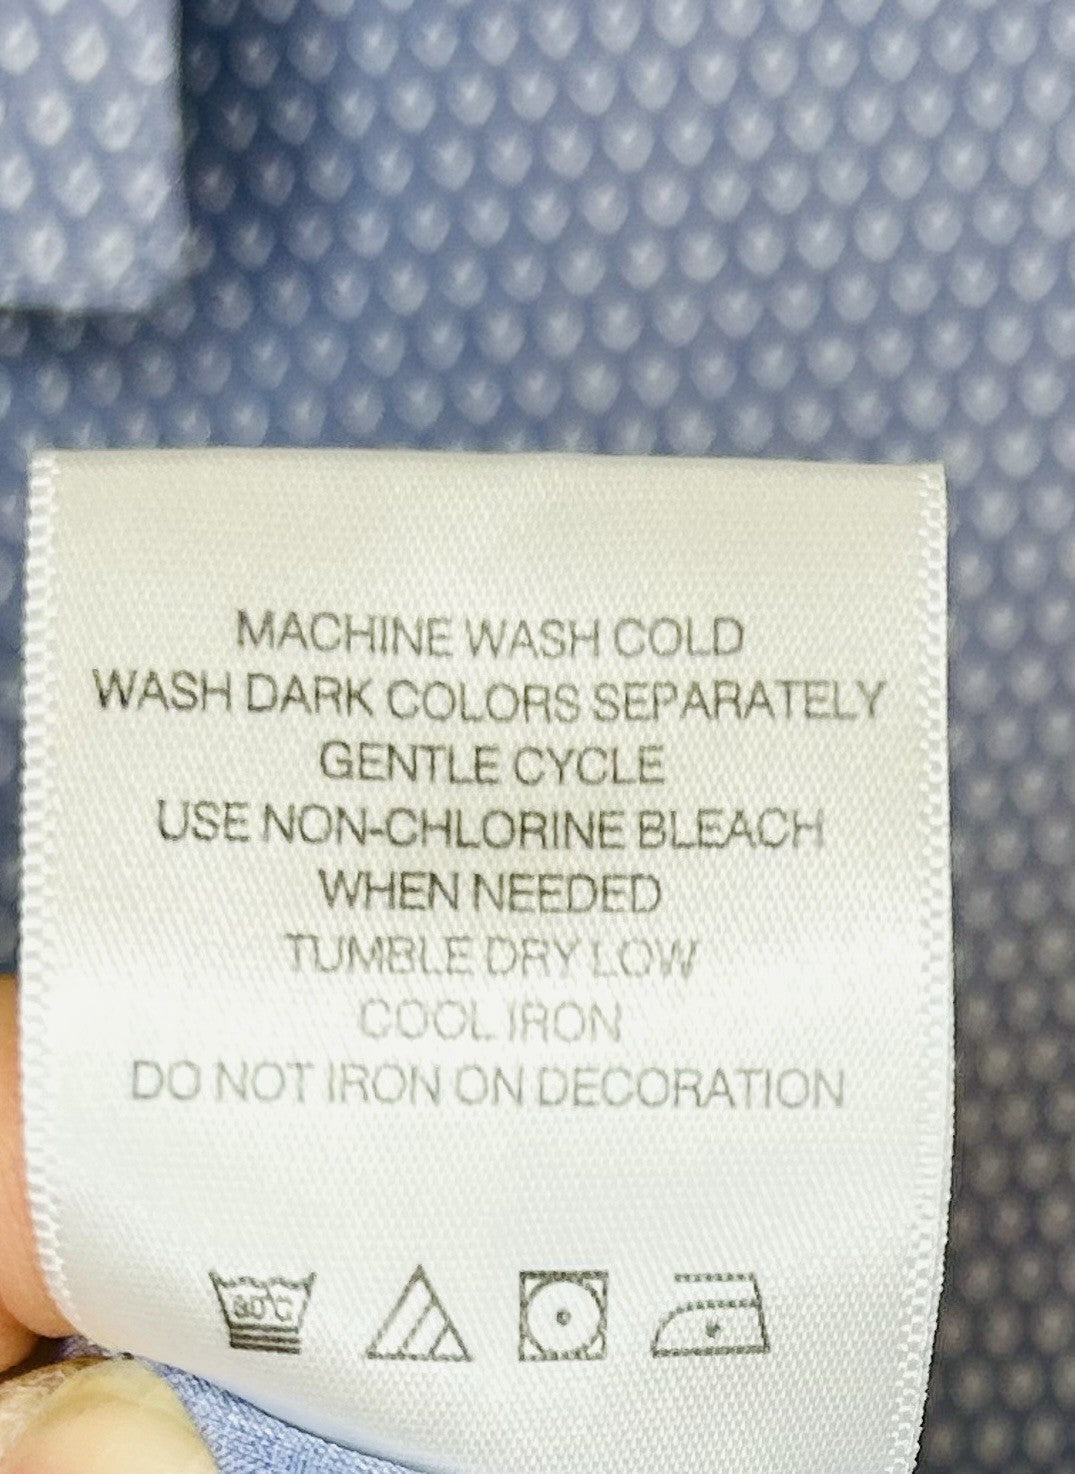 MACHINE WASH COLD
WASH DARK COLORS SEPARATELY
GENTLE CYCLE
USE NON-CHLORINE BLEACH
WHEN NEEDED
TUMBLE DRY LOW
COOL IRON
DO NOT IRON ON DECORATION
30°C